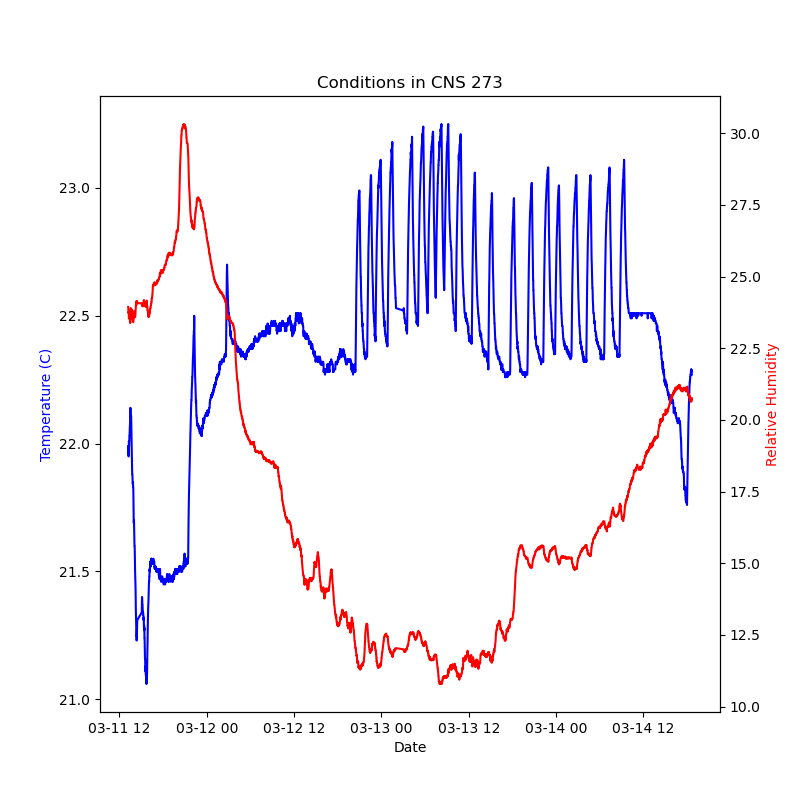 Conditions in CNS 273
Temperature (C)
23.0
22.5
22.0
21.5
21.0
30.0
27.5
25.0
22.5
20.0
17.5
15.0
12.5
10.0
Relative Humidity
03-11 12 03-12 00 03-12 12 03-13 00 03-13 12 03-14 00 03-14 12
Date